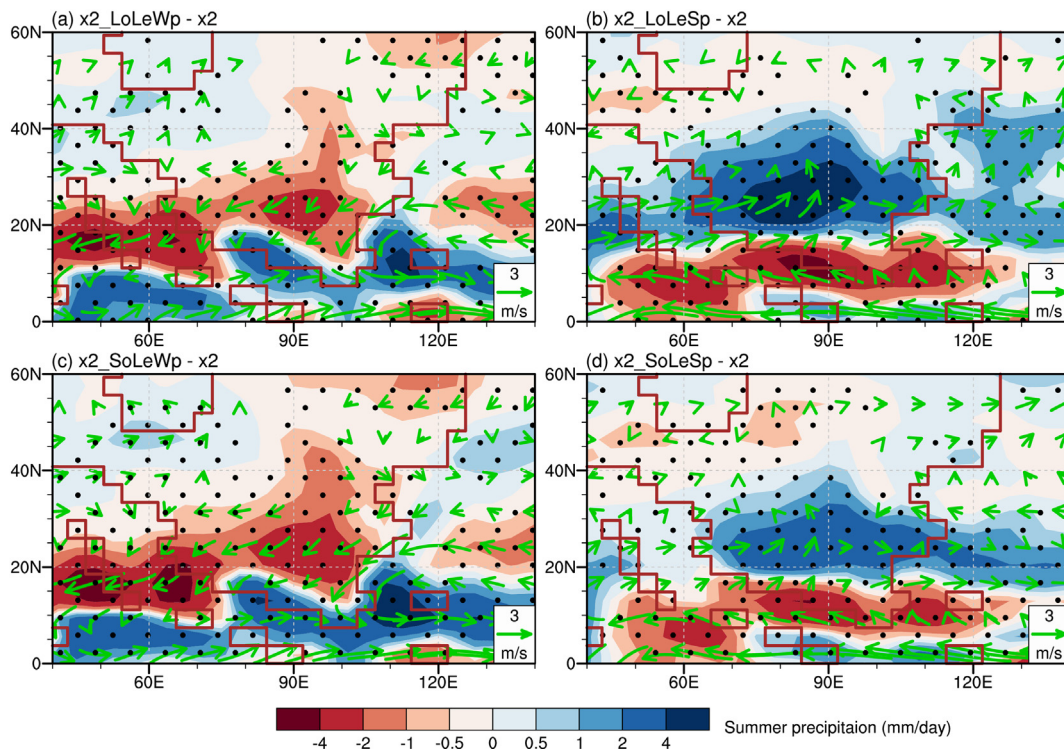 (a) x2_LoLeWp - x2
(b) x2_LoLeSp - x2
60N
60N
40N
40N
20N
20N
0
0
3
m/s
3
m/s
60E
90E
120E
60E
90E
120E
(c) x2_SoLeWp - x2
(d) x2_SoLeSp - x2
60N
60N
40N
40N
20N
20N
0
0
3
m/s
3
m/s
60E
90E
120E
60E
90E
120E
-4 -2 -1 -0.5 0 0.5 1 2 4
Summer precipitaion (mm/day)